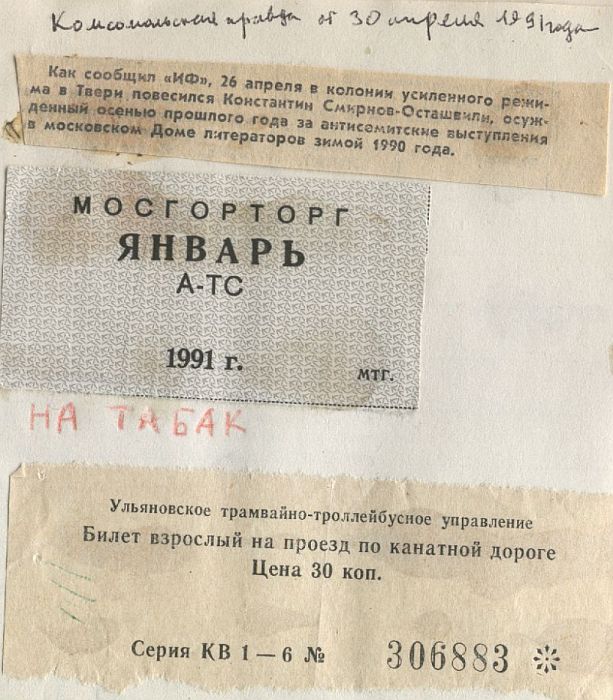 Комсомольская правда от 30 апреля 1991 года
Как сообщил «ИФ», 26 апреля в колонии усиленного режи-
ма в Твери повесился Константин Смирнов-Осташвили, осуж-
денный осенью прошлого года за антисемитские выступления
в московском Доме литераторов зимой 1990 года.
МОСГОРТОРГ
ЯНВАРЬ
А-ТС
1991 г.
МТГ.
НА ТАБАК
Ульяновское трамвайно-троллейбусное управление
Билет взрослый на проезд по канатной дороге
Цена 30 коп.
Серия КВ 1 — 6 № 306883